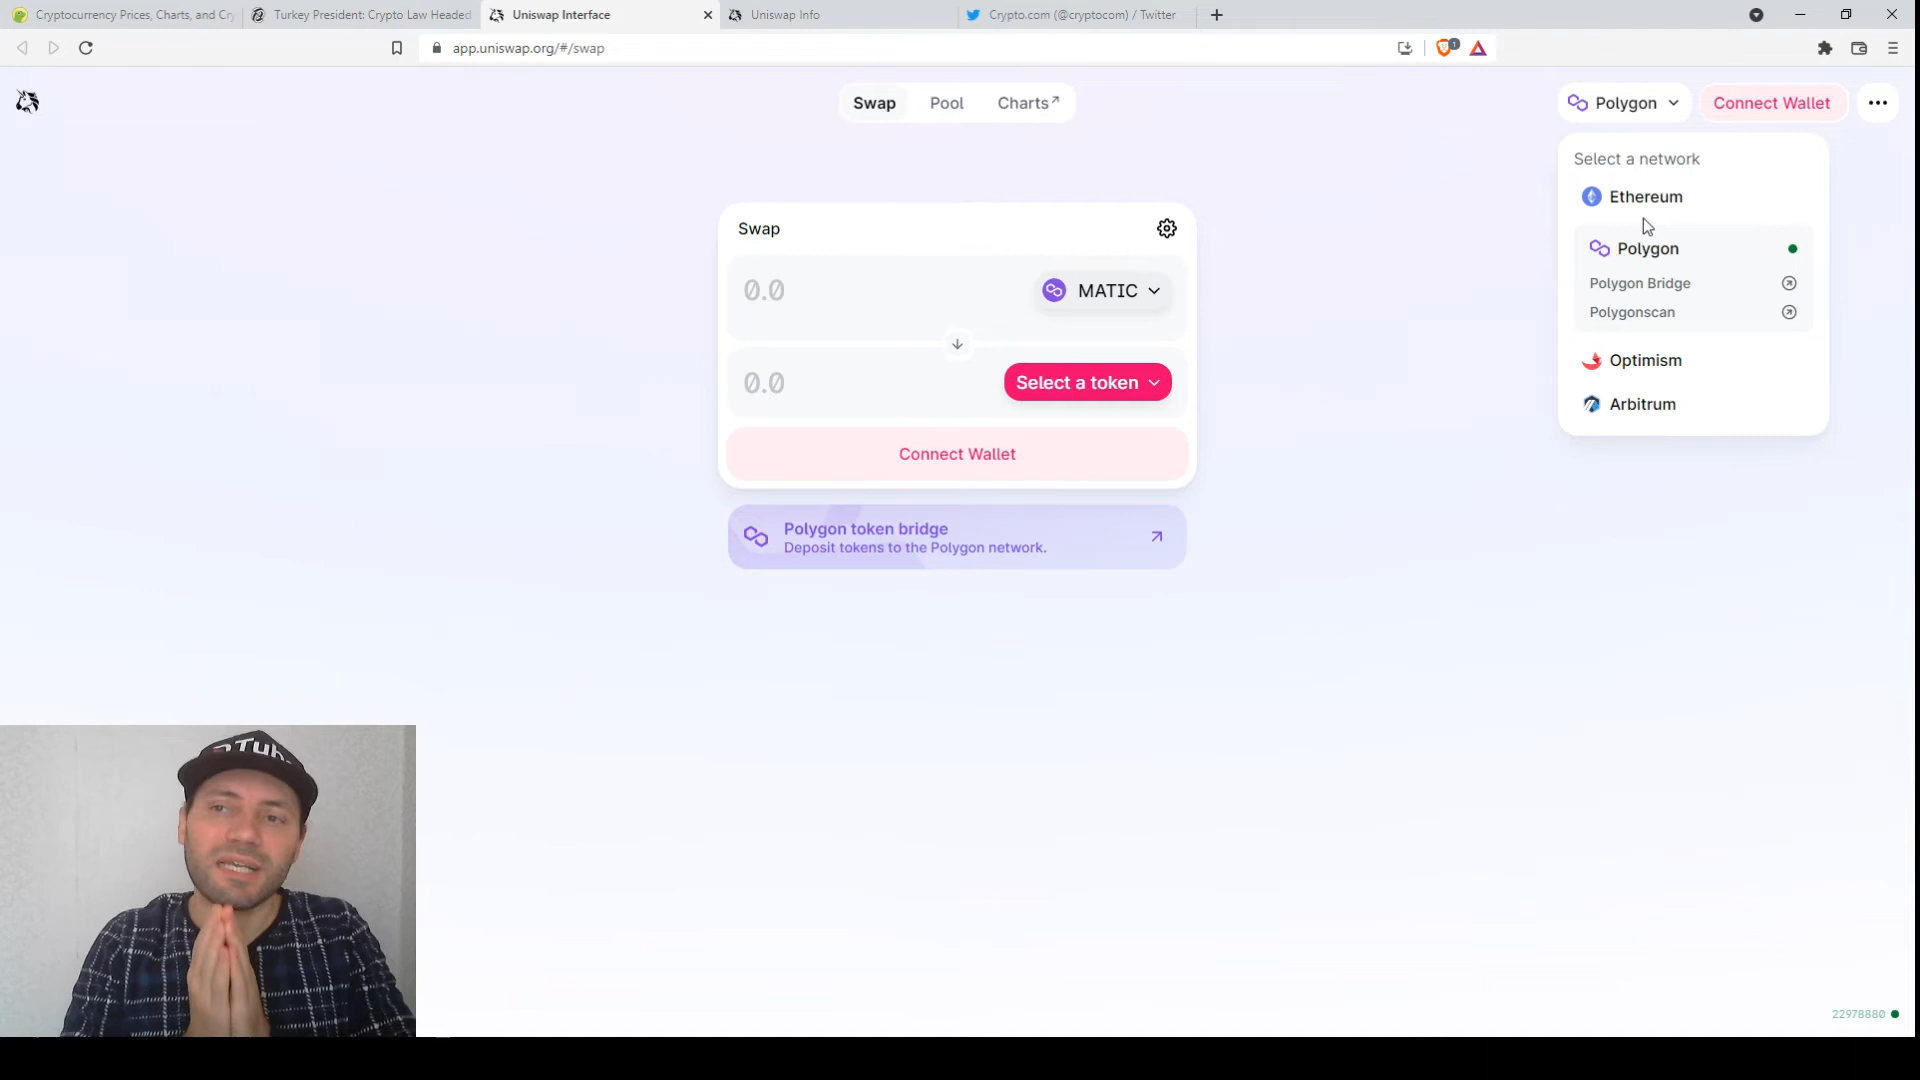 Cryptocurrency Prices, Charts, and Cry
Turkey President: Crypto Law Headed
Uniswap Interface
Uniswap Info
Crypto.com (@cryptocom) / Twitter
app.uniswap.org/#/swap
1
Swap
Pool
Charts↗
Polygon
Connect Wallet
Select a network
Ethereum
Polygon
Polygon Bridge
Polygonscan
Optimism
Arbitrum
Swap
0.0
MATIC
0.0
Select a token
Connect Wallet
Polygon token bridge
Deposit tokens to the Polygon network.
22978880